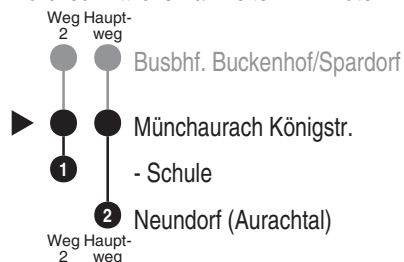 Weg Haupt-
2 weg
Busbhf. Buckenhof/Spardorf
Münchaurach Königstr.
1 - Schule
2 Neundorf (Aurachtal)
Weg Haupt-
2 weg